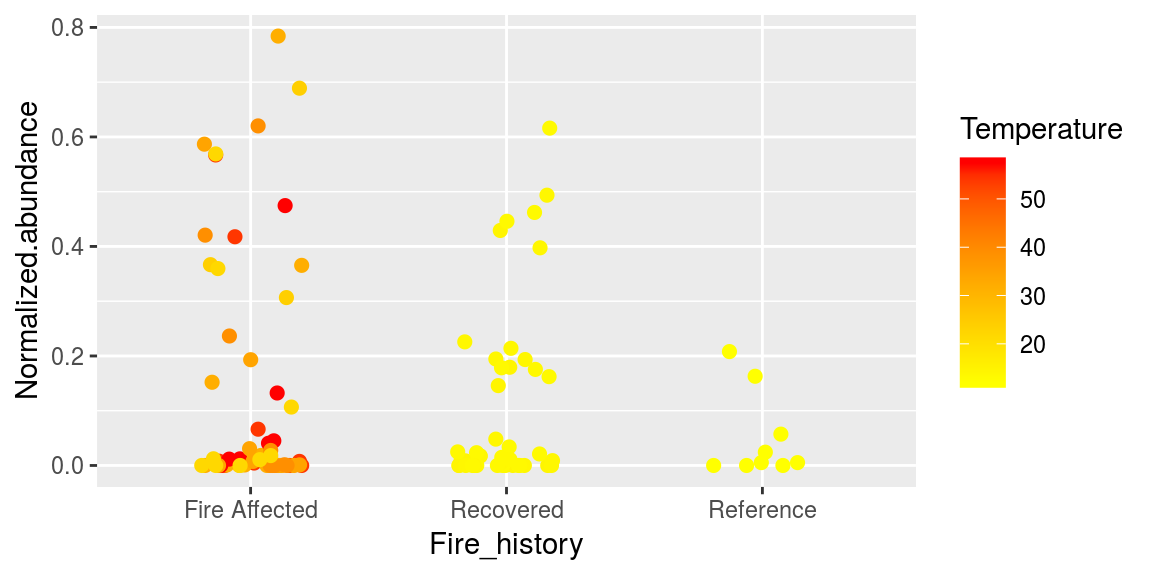 Normalized.abundance
0.8
0.6
0.4
0.2
0.0
Fire Affected
Recovered
Reference
Fire_history
Temperature
50
40
30
20